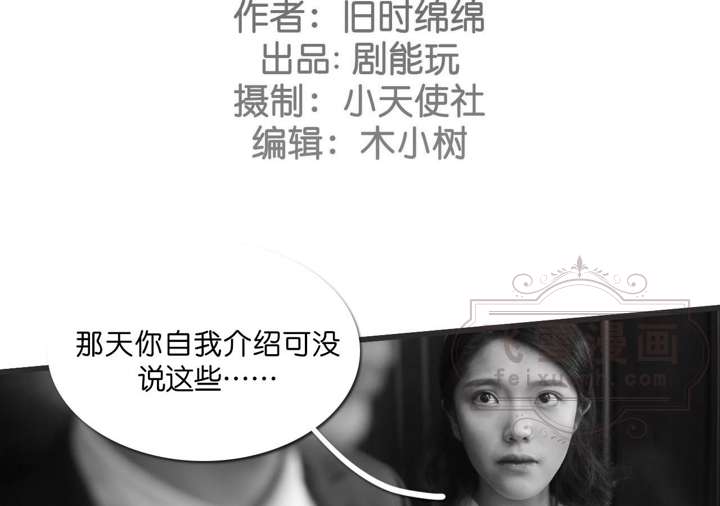 作者：旧时绵绵
出品：剧能玩
摄制：小天使社
编辑：木小树
飞雪漫画
feixuemh.com
那天你自我介绍可没
说这些……